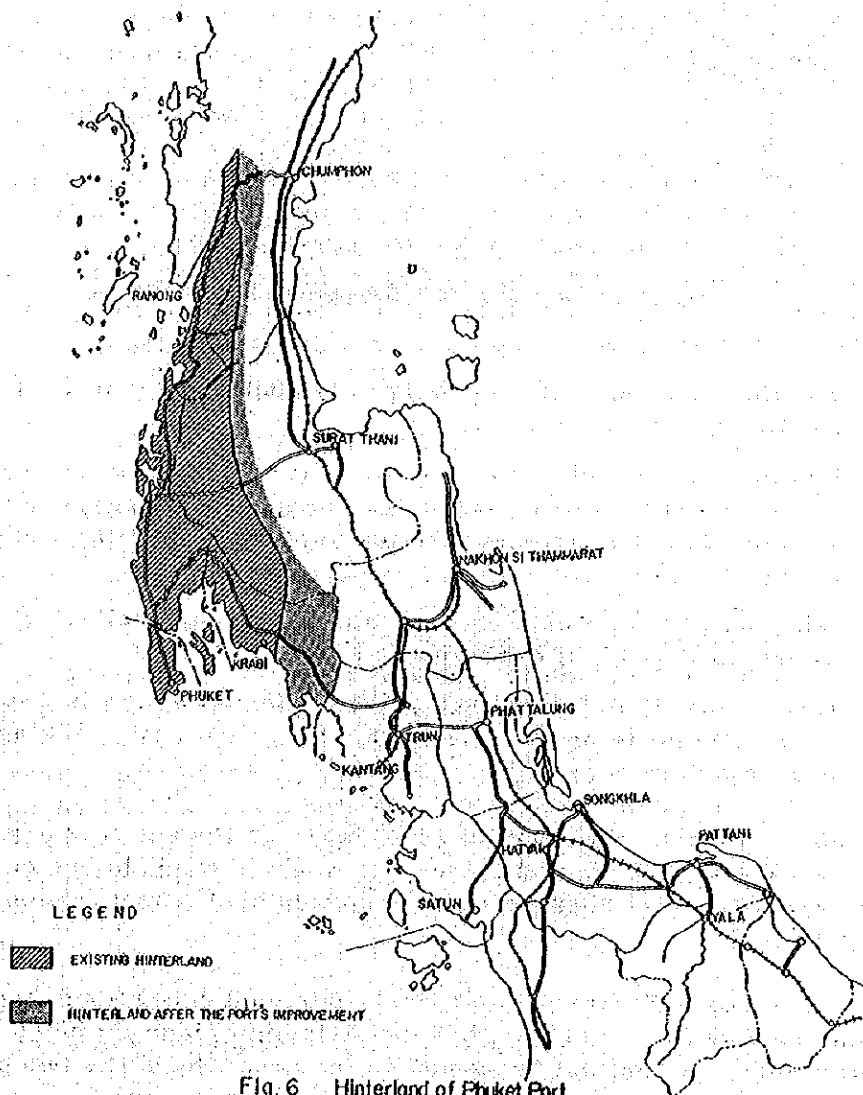 CHUMPHON
RANONG
SURAT THANI
NAKHON SI THAMMARAT
KRABI
PHUKET
PHATTALUNG
TRUN
KANTANG
SONGKHLA
PATTANI
HATYAI
SATUN
YALA
LEGEND
EXISTING HINTERLAND
HINTERLAND AFTER THE PORT'S IMPROVEMENT
Fig. 6 Hinterland of Phuket Port